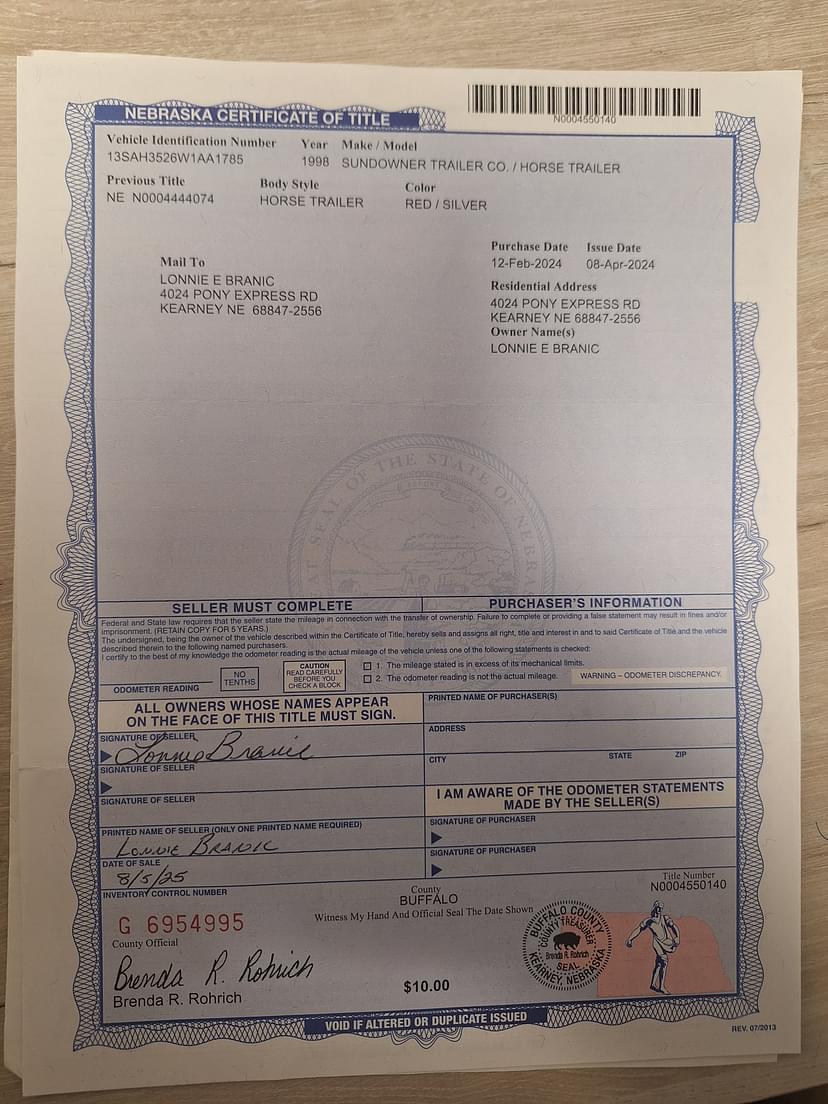 NEBRASKA CERTIFICATE OF TITLE
N0004550140
Vehicle Identification Number Year Make / Model
13SAH3526W1AA1785 1998 SUNDOWNER TRAILER CO. / HORSE TRAILER
Previous Title Body Style Color
NE N0004444074 HORSE TRAILER RED / SILVER
Purchase Date Issue Date
12-Feb-2024 08-Apr-2024
Mail To
LONNIE E BRANIC
4024 PONY EXPRESS RD
KEARNEY NE 68847-2556
Residential Address
4024 PONY EXPRESS RD
KEARNEY NE 68847-2556
Owner Name(s)
LONNIE E BRANIC
SEAL OF THE STATE OF NEBRA
SELLER MUST COMPLETE PURCHASER'S INFORMATION
Federal and State law requires that the seller state the mileage in connection with the transfer of ownership. Failure to complete or providing a false statement may result in fines and/or
imprisonment. (RETAIN COPY FOR 5 YEARS.)
The undersigned, being the owner of the vehicle described within the Certificate of Title, hereby sells and assigns all right, title and interest in and to said Certificate of Title and the vehicle
described therein to the following named purchasers.
I certify to the best of my knowledge the odometer reading is the actual mileage of the vehicle unless one of the following statements is checked:
ODOMETER READING
NO
TENTHS
CAUTION
READ CAREFULLY
BEFORE YOU
CHECK A BLOCK
1. The mileage stated is in excess of its mechanical limits.
2. The odometer reading is not the actual mileage. WARNING – ODOMETER DISCREPANCY.
ALL OWNERS WHOSE NAMES APPEAR
ON THE FACE OF THIS TITLE MUST SIGN.
SIGNATURE OF SELLER
Lonnie Branic
SIGNATURE OF SELLER
SIGNATURE OF SELLER
PRINTED NAME OF SELLER (ONLY ONE PRINTED NAME REQUIRED)
LONNIE BRANIC
DATE OF SALE
8/5/25
PRINTED NAME OF PURCHASER(S)
ADDRESS
CITY STATE ZIP
I AM AWARE OF THE ODOMETER STATEMENTS
MADE BY THE SELLER(S)
SIGNATURE OF PURCHASER
SIGNATURE OF PURCHASER
INVENTORY CONTROL NUMBER
G 6954995
County
BUFFALO
Witness My Hand And Official Seal The Date Shown
Title Number
N0004550140
County Official
Brenda R. Rohrich
Brenda R. Rohrich
$10.00
BUFFALO COUNTY
COUNTY TREASURER
Brenda R. Rohrich
SEAL
KEARNEY, NEBRASKA
VOID IF ALTERED OR DUPLICATE ISSUED
REV. 07/2013